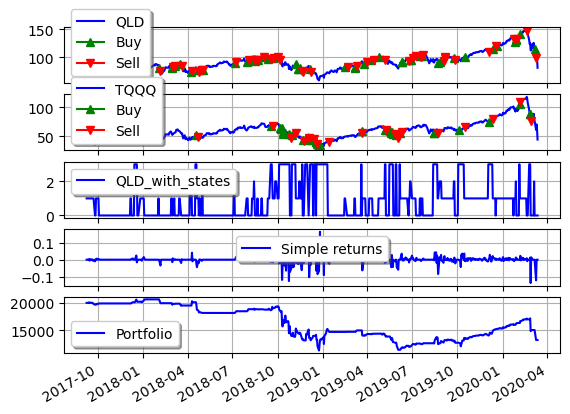 150
100
QLD
Buy
Sell
100
50
TQQQ
Buy
Sell
2
0
QLD_with_states
0.1
0.0
−0.1
Simple returns
20000
15000
Portfolio
2017-10
2018-01
2018-04
2018-07
2018-10
2019-01
2019-04
2019-07
2019-10
2020-01
2020-04